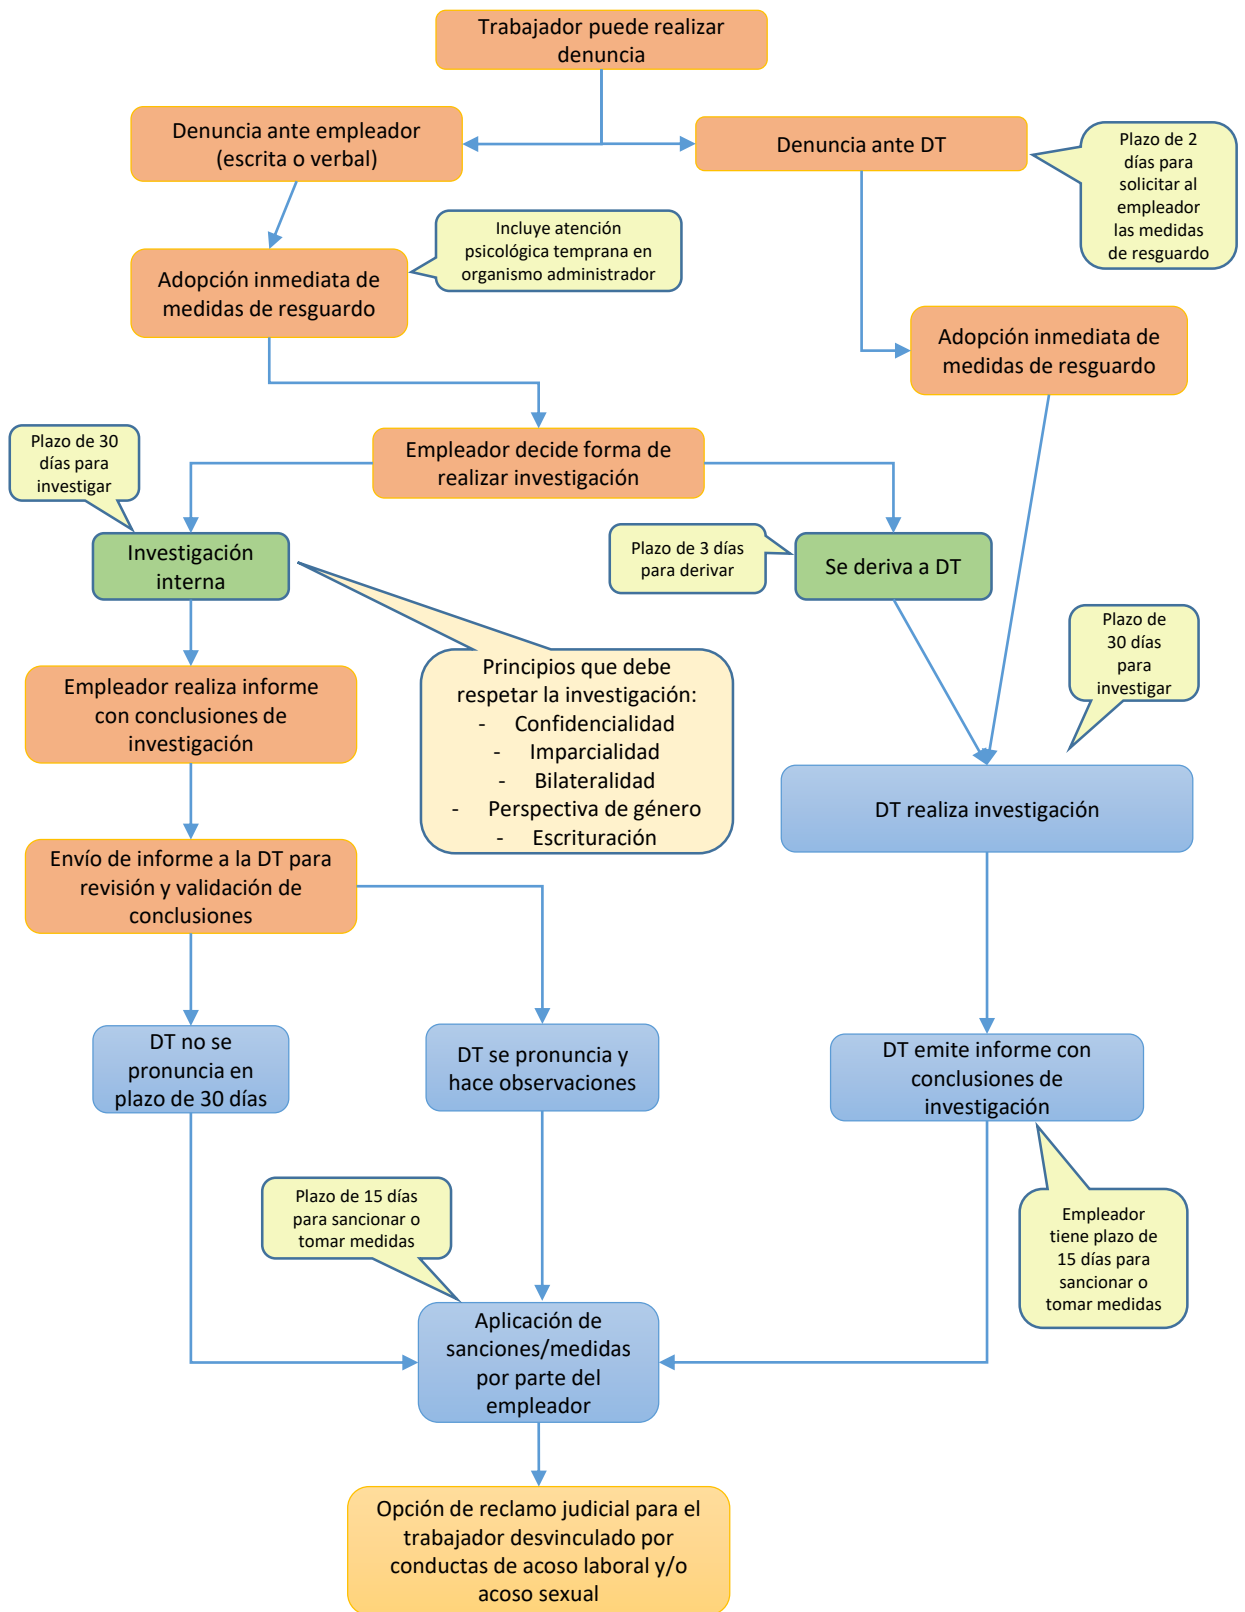 Trabajador puede realizar
denuncia
Denuncia ante empleador
(escrita o verbal)
Denuncia ante DT
Plazo de 2
días para
solicitar al
empleador
las medidas
de resguardo
Incluye atención
psicológica temprana en
organismo administrador
Adopción inmediata de
medidas de resguardo
Adopción inmediata de
medidas de resguardo
Plazo de 30
días para
investigar
Empleador decide forma de
realizar investigación
Investigación
interna
Plazo de 3 días
para derivar
Se deriva a DT
Plazo de
30 días
para
investigar
Empleador realiza informe
con conclusiones de
investigación
Principios que debe
respetar la investigación:
- Confidencialidad
- Imparcialidad
- Bilateralidad
- Perspectiva de género
- Escrituración
DT realiza investigación
Envío de informe a la DT para
revisión y validación de
conclusiones
DT no se
pronuncia en
plazo de 30 días
DT se pronuncia y
hace observaciones
DT emite informe con
conclusiones de
investigación
Plazo de 15 días
para sancionar o
tomar medidas
Empleador
tiene plazo de
15 días para
sancionar o
tomar medidas
Aplicación de
sanciones/medidas
por parte del
empleador
Opción de reclamo judicial para el
trabajador desvinculado por
conductas de acoso laboral y/o
acoso sexual